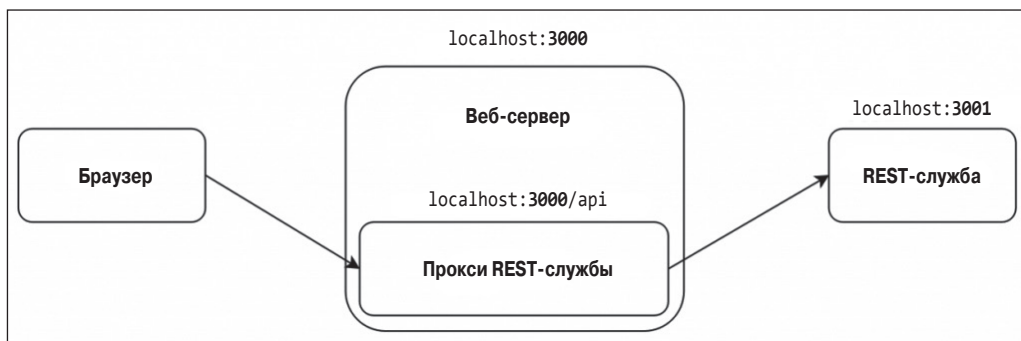 localhost:3000
Веб-сервер
localhost:3001
Браузер
REST-служба
localhost:3000/api
Прокси REST-службы